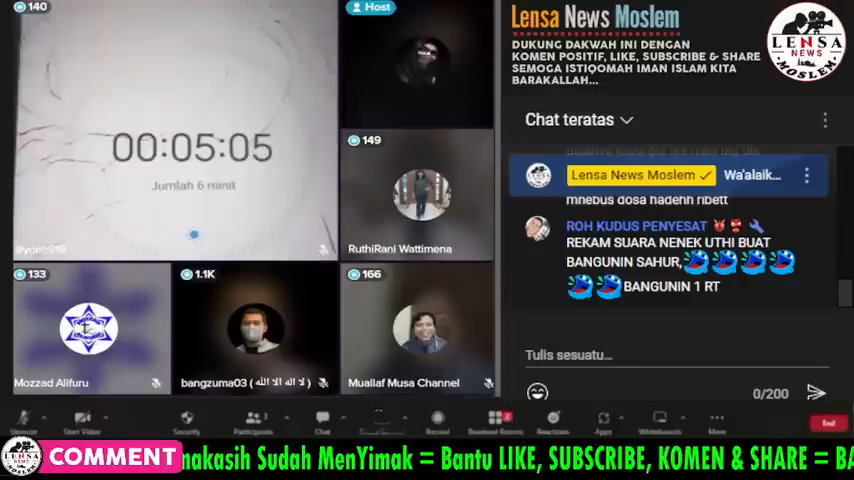 140
00:05:05
Jumlah 6 menit
Host
149
RuthiRani Wattimena
133
Mozzad Alifuru
1.1K
bangzuma03 ( لا اله الا الله )
166
Muallaf Musa Channel
Lensa News Moslem
DUKUNG DAKWAH INI DENGAN
KOMEN POSITIF, LIKE, SUBSCRIBE & SHARE
SEMOGA ISTIQOMAH IMAN ISLAM KITA
BARAKALLAH...
LENSA
NEWS
MOSLEM
Chat teratas
Lensa News Moslem ✓ Wa'alaik...
mnebus dosa hadehh ribett
ROH KUDUS PENYESAT
REKAM SUARA NENEK UTHI BUAT
BANGUNIN SAHUR,
BANGUNIN 1 RT
Tulis sesuatu...
0/200
Unmute
Start Video
Security
Participants
Chat
Record
Breakout Rooms
Reactions
Apps
Whiteboards
More
End
LENSA
NEWS
MOSLEM
COMMENT
makasih Sudah MenYimak = Bantu LIKE, SUBSCRIBE, KOMEN & SHARE = BA